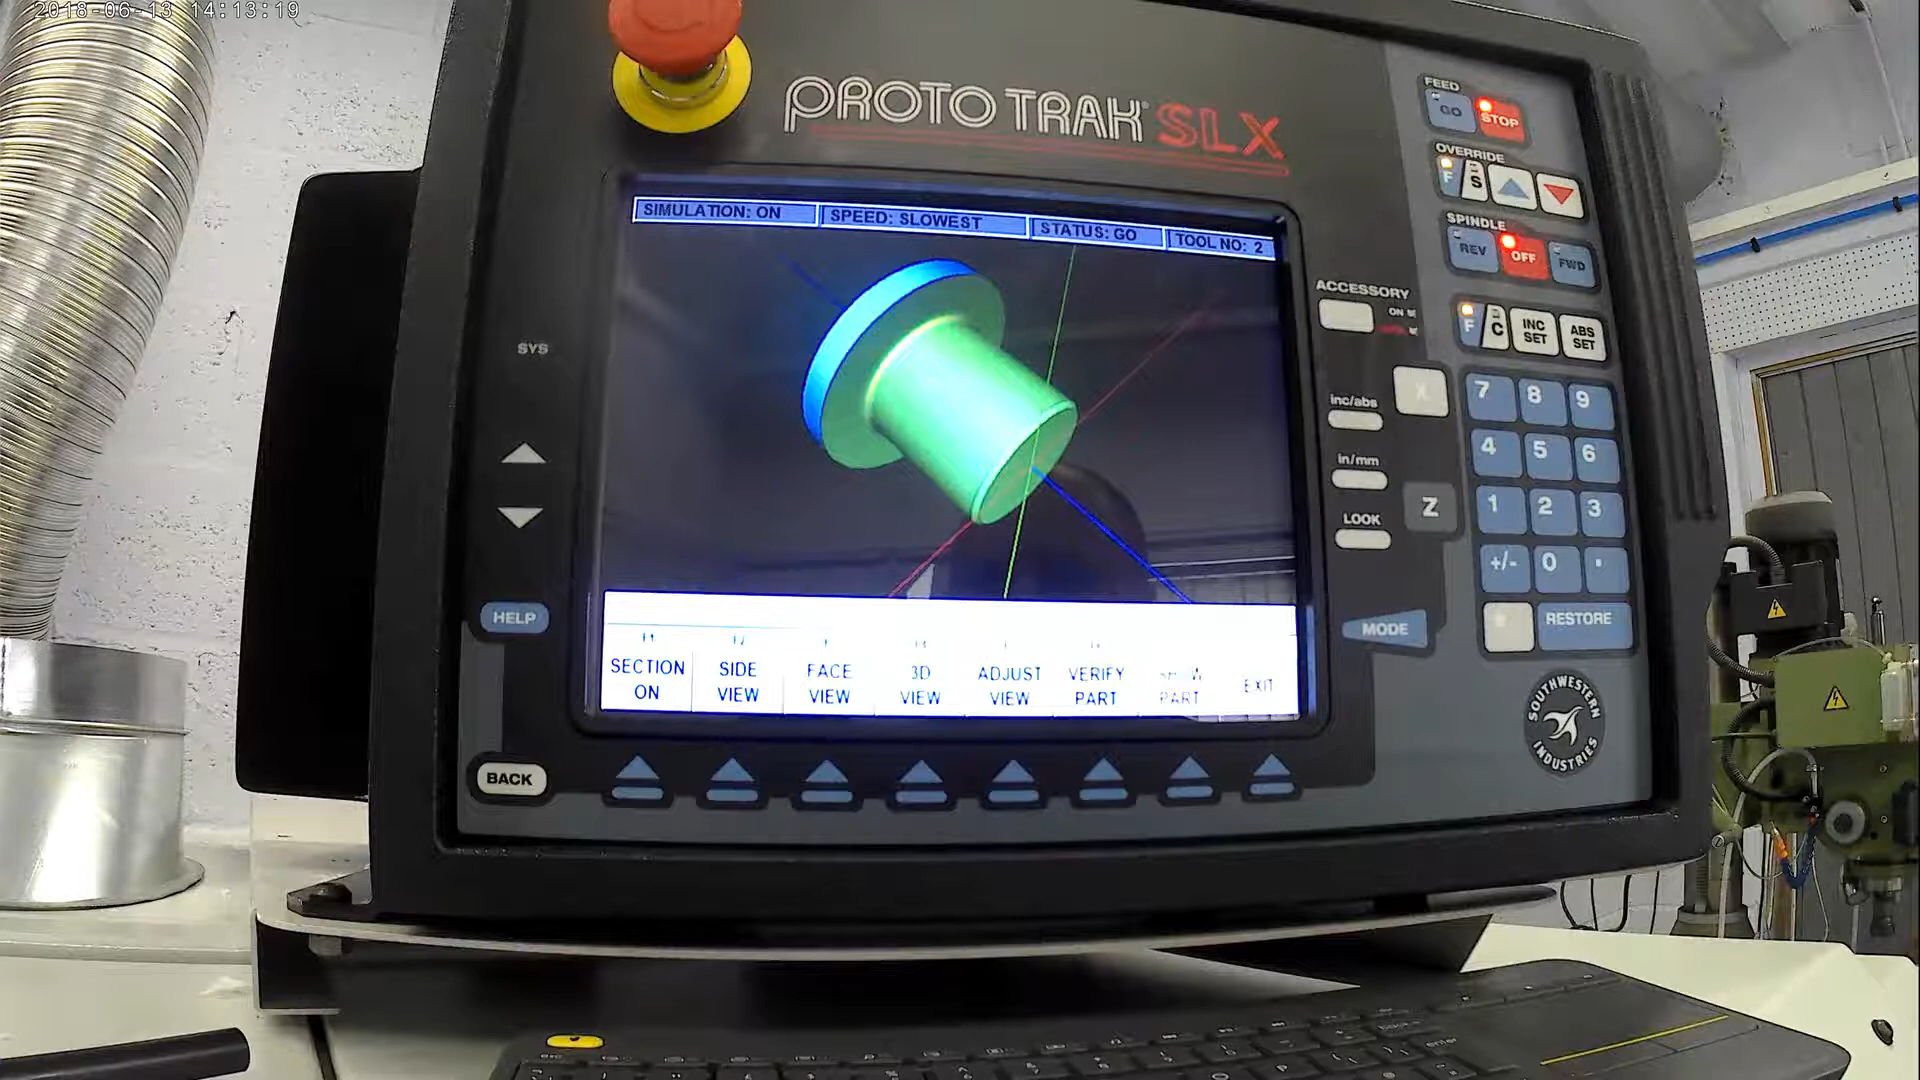 2018-06-13 14:13:19
PROTO TRAK SLX
SIMULATION: ON
SPEED: SLOWEST
STATUS: GO
TOOL NO: 2
SYS
HELP
BACK
SECTION ON
SIDE VIEW
FACE VIEW
3D VIEW
ADJUST VIEW
VERIFY PART
SHOW PART
EXIT
FEED
GO
STOP
OVERRIDE
F
S
SPINDLE
REV
OFF
FWD
ACCESSORY
ON
F
C
INC SET
ABS SET
inc/abs
X
in/mm
LOOK
Z
MODE
7
8
9
4
5
6
1
2
3
+/-
0
.
RESTORE
SOUTHWESTERN INDUSTRIES